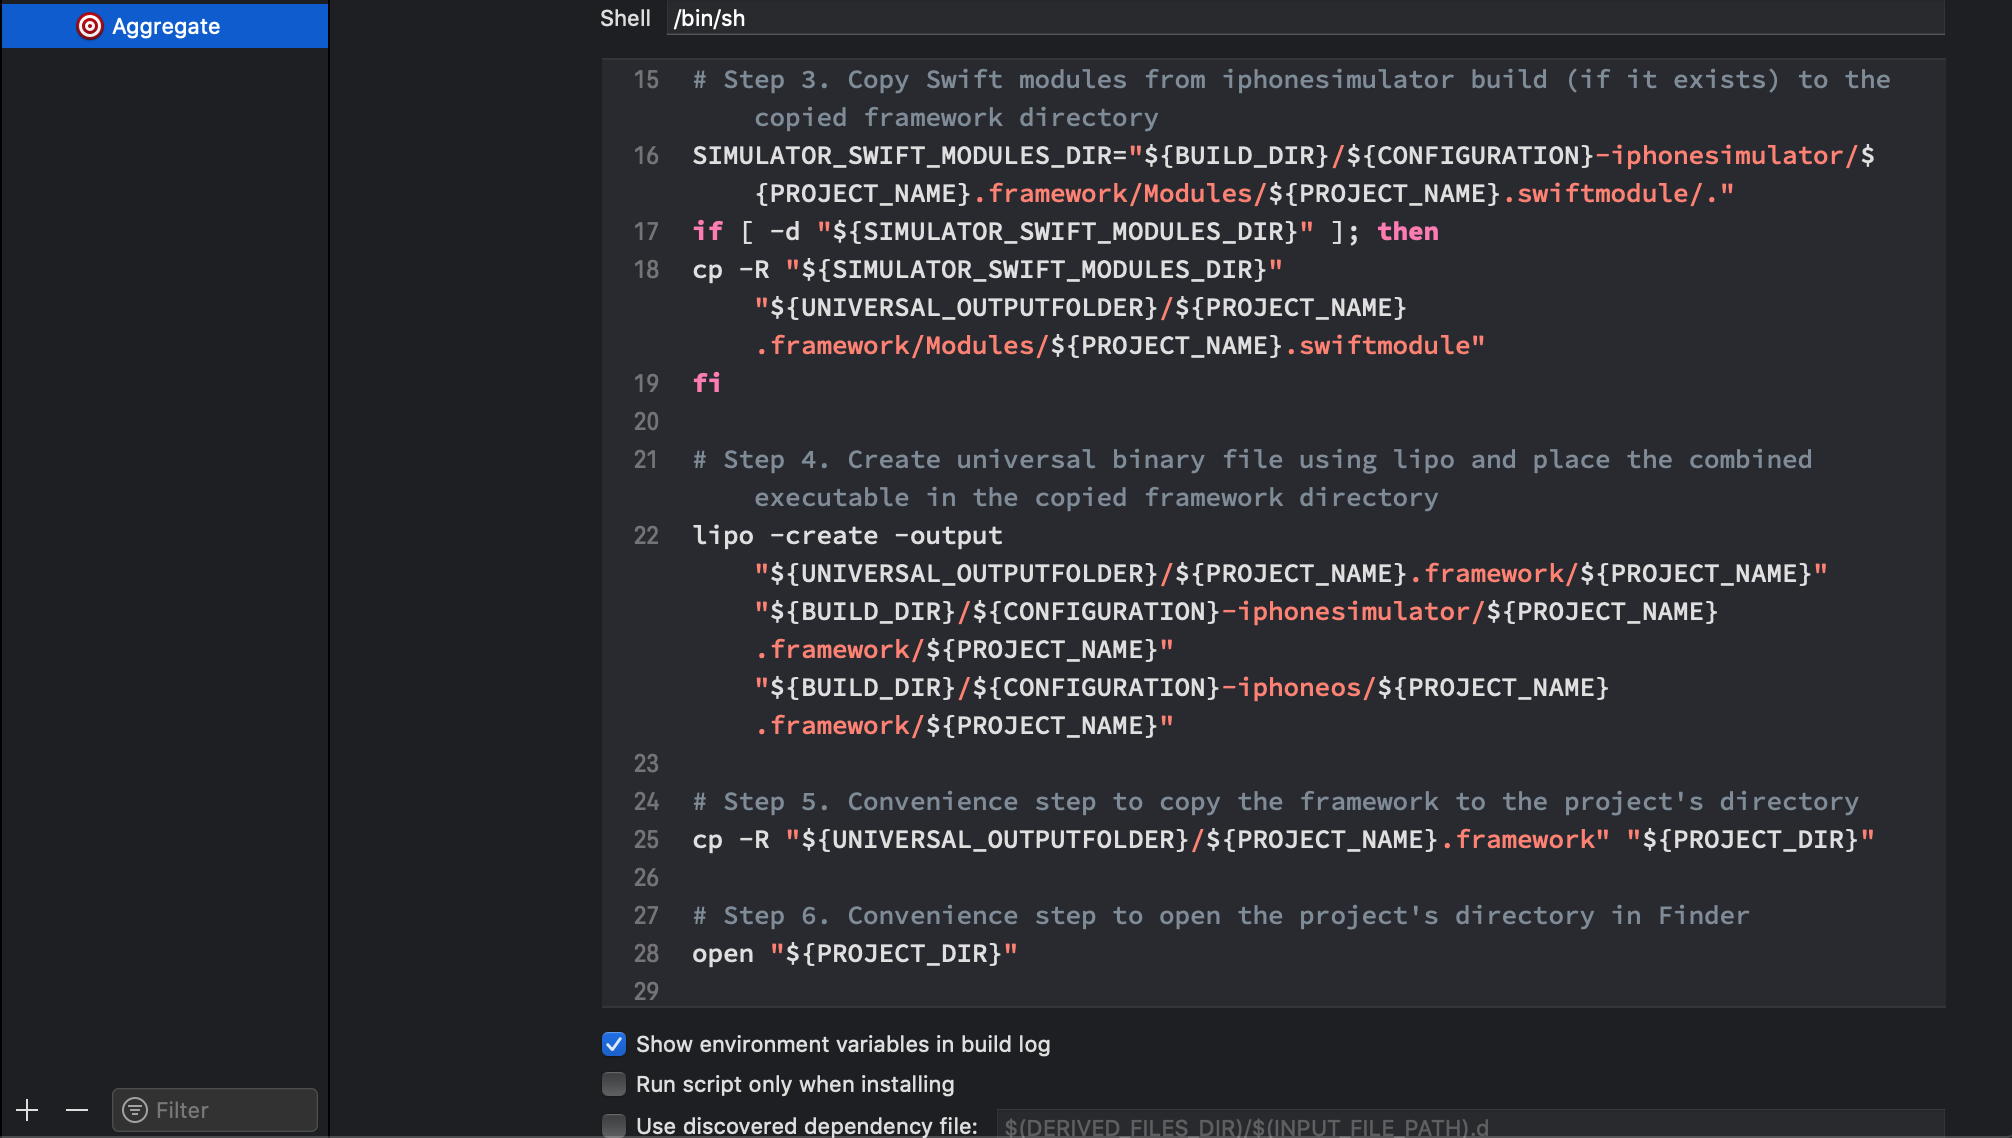 Aggregate
Shell /bin/sh
15 # Step 3. Copy Swift modules from iphonesimulator build (if it exists) to the
copied framework directory
16 SIMULATOR_SWIFT_MODULES_DIR="${BUILD_DIR}/${CONFIGURATION}-iphonesimulator/$
{PROJECT_NAME}.framework/Modules/${PROJECT_NAME}.swiftmodule/."
17 if [ -d "${SIMULATOR_SWIFT_MODULES_DIR}" ]; then
18 cp -R "${SIMULATOR_SWIFT_MODULES_DIR}"
"${UNIVERSAL_OUTPUTFOLDER}/${PROJECT_NAME}
.framework/Modules/${PROJECT_NAME}.swiftmodule"
19 fi
20
21 # Step 4. Create universal binary file using lipo and place the combined
executable in the copied framework directory
22 lipo -create -output
"${UNIVERSAL_OUTPUTFOLDER}/${PROJECT_NAME}.framework/${PROJECT_NAME}"
"${BUILD_DIR}/${CONFIGURATION}-iphonesimulator/${PROJECT_NAME}
.framework/${PROJECT_NAME}"
"${BUILD_DIR}/${CONFIGURATION}-iphoneos/${PROJECT_NAME}
.framework/${PROJECT_NAME}"
23
24 # Step 5. Convenience step to copy the framework to the project's directory
25 cp -R "${UNIVERSAL_OUTPUTFOLDER}/${PROJECT_NAME}.framework" "${PROJECT_DIR}"
26
27 # Step 6. Convenience step to open the project's directory in Finder
28 open "${PROJECT_DIR}"
29
Show environment variables in build log
Run script only when installing
Use discovered dependency file: $(DERIVED_FILES_DIR)/$(INPUT_FILE_PATH).d
Filter